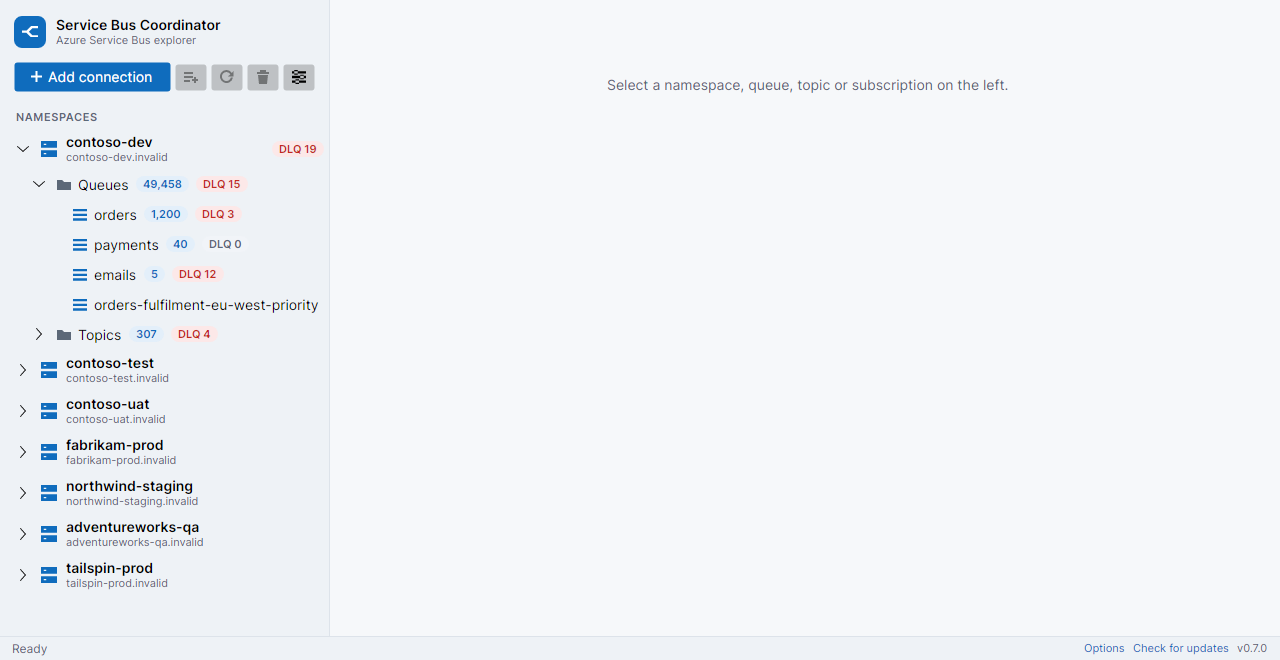 Service Bus Coordinator
Azure Service Bus explorer
Add connection
NAMESPACES
contoso-dev
contoso-dev.invalid
DLQ 19
Queues 49,458 DLQ 15
orders 1,200 DLQ 3
payments 40 DLQ 0
emails 5 DLQ 12
orders-fulfilment-eu-west-priority
Topics 307 DLQ 4
contoso-test
contoso-test.invalid
contoso-uat
contoso-uat.invalid
fabrikam-prod
fabrikam-prod.invalid
northwind-staging
northwind-staging.invalid
adventureworks-qa
adventureworks-qa.invalid
tailspin-prod
tailspin-prod.invalid
Select a namespace, queue, topic or subscription on the left.
Ready
Options Check for updates v0.7.0